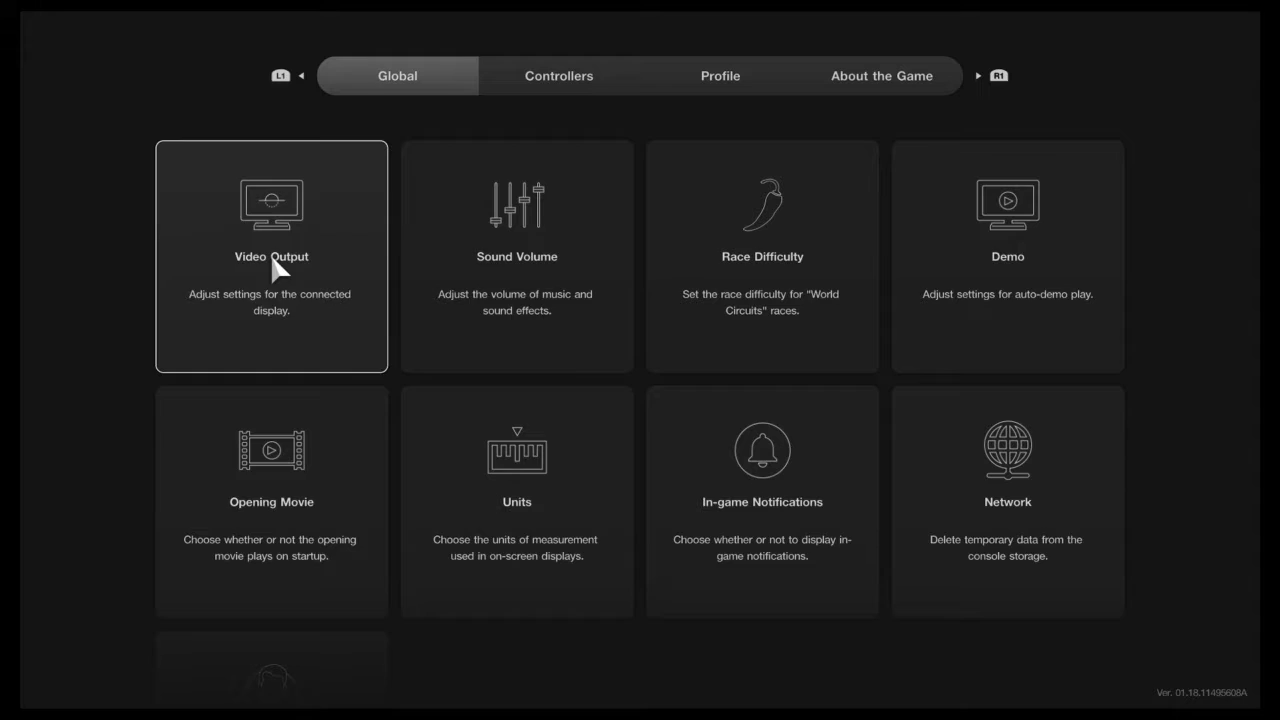 L1 Global Controllers Profile About the Game R1
Video Output
Adjust settings for the connected
display.
Sound Volume
Adjust the volume of music and
sound effects.
Race Difficulty
Set the race difficulty for "World
Circuits" races.
Demo
Adjust settings for auto-demo play.
Opening Movie
Choose whether or not the opening
movie plays on startup.
Units
Choose the units of measurement
used in on-screen displays.
In-game Notifications
Choose whether or not to display in-
game notifications.
Network
Delete temporary data from the
console storage.
Ver. 01.18.11495608A